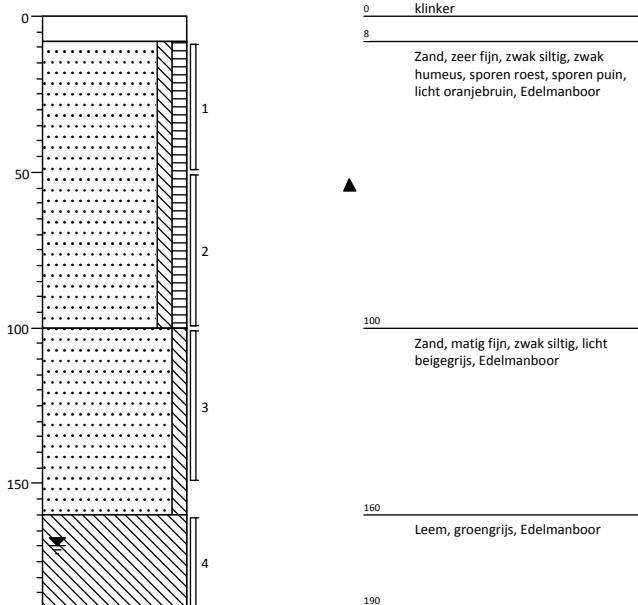 0
50
100
150
1
2
3
4
0 klinker
8
Zand, zeer fijn, zwak siltig, zwak
humeus, sporen roest, sporen puin,
licht oranjebruin, Edelmanboor
100
Zand, matig fijn, zwak siltig, licht
beigegrijs, Edelmanboor
160
Leem, groengrijs, Edelmanboor
190